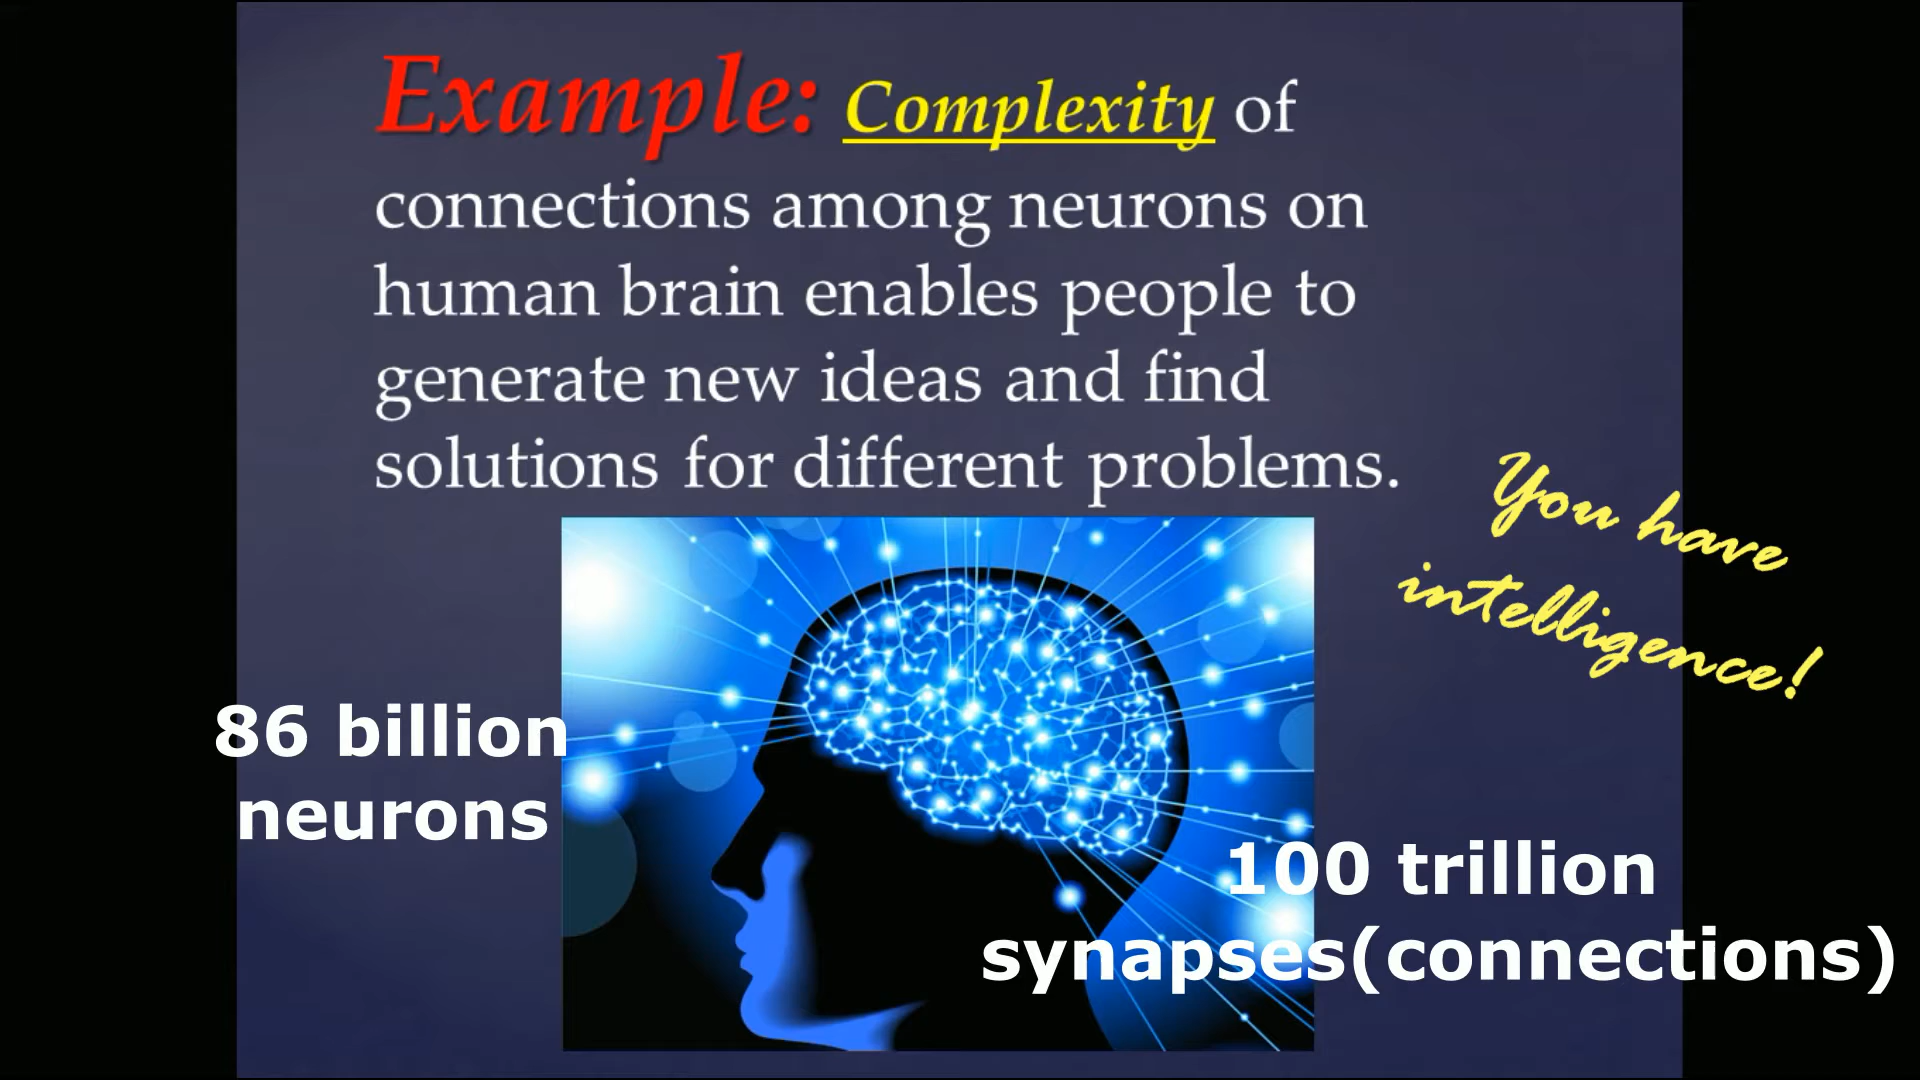 Example: Complexity of
connections among neurons on
human brain enables people to
generate new ideas and find
solutions for different problems.
You have
intelligence!
86 billion
neurons
100 trillion
synapses(connections)